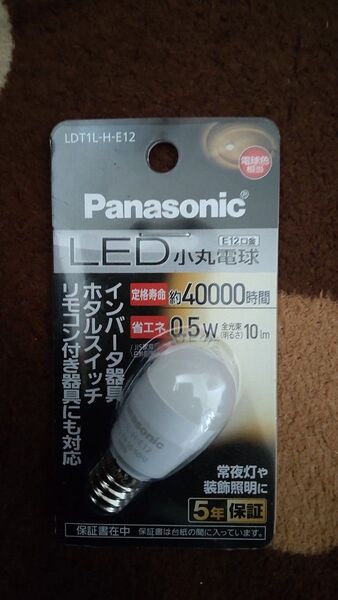 LDT1L-H-E12
電球色
相当
Panasonic®
LED小丸電球
E12口金
定格寿命 約40000時間
省エネ 0.5W 全光束(明るさ) 10 lm
インバータ器具
ホタルスイッチ
リモコン付き器具にも対応
Panasonic
常夜灯や
装飾照明に
5年 保証
保証書在中 保証書は台紙の間に入っています。